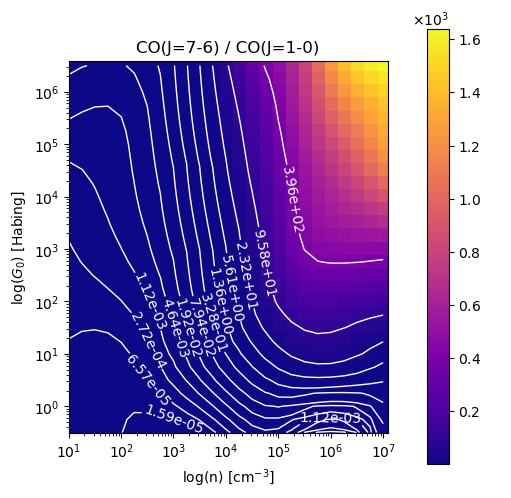 ×10³
CO(J=7-6) / CO(J=1-0)
1.6
1.4
1.2
1.0
0.8
0.6
0.4
0.2
log(G₀) [Habing]
10⁶
10⁵
10⁴
10³
10²
10¹
10⁰
3.96e+02
9.58e+01
2.32e+01
5.61e+00
1.36e+00
3.28e-01
7.94e-02
1.92e-02
4.64e-03
1.12e-03
2.72e-04
6.57e-05
1.59e-05
1.12e-03
10¹
10²
10³
10⁴
10⁵
10⁶
10⁷
log(n) [cm⁻³]